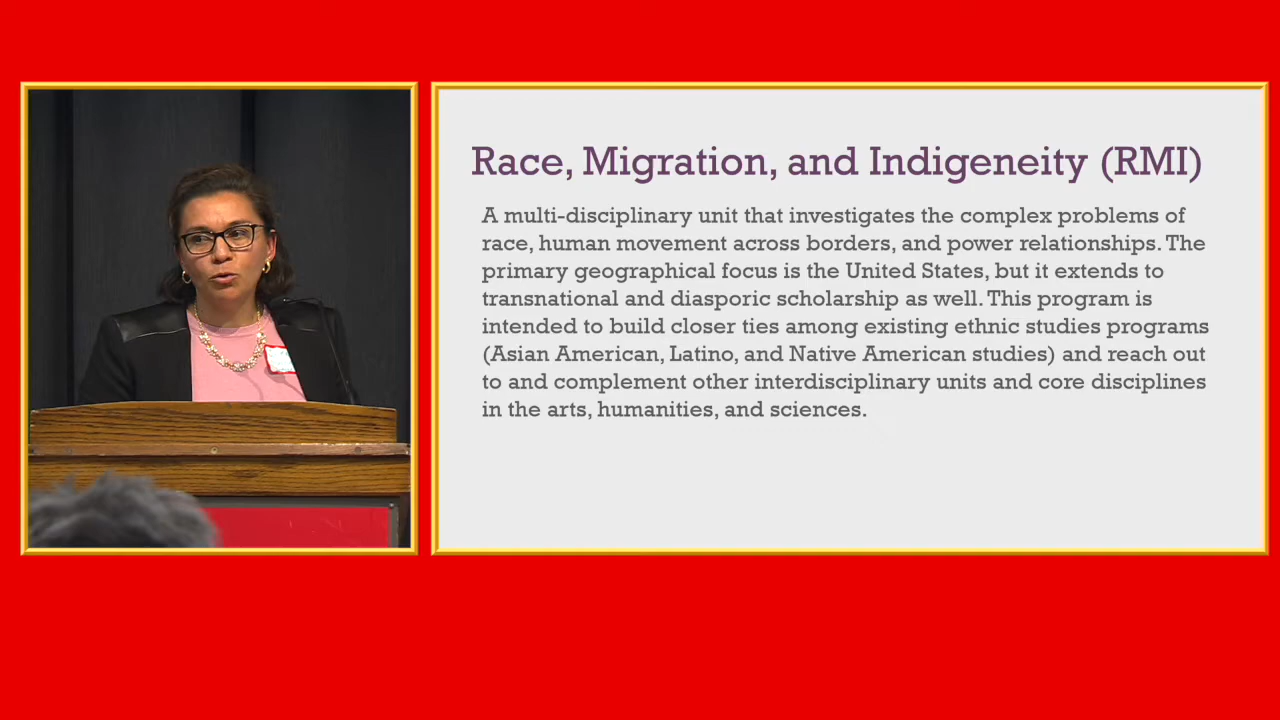 Race, Migration, and Indigeneity (RMI)
A multi-disciplinary unit that investigates the complex problems of
race, human movement across borders, and power relationships. The
primary geographical focus is the United States, but it extends to
transnational and diasporic scholarship as well. This program is
intended to build closer ties among existing ethnic studies programs
(Asian American, Latino, and Native American studies) and reach out
to and complement other interdisciplinary units and core disciplines
in the arts, humanities, and sciences.